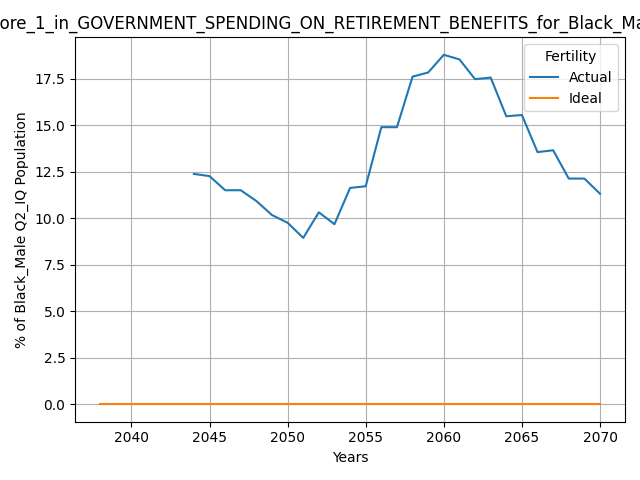 ore_1_in_GOVERNMENT_SPENDING_ON_RETIREMENT_BENEFITS_for_Black_Ma
Fertility
Actual
Ideal
17.5
15.0
12.5
10.0
7.5
5.0
2.5
0.0
% of Black_Male Q2_IQ Population
2040
2045
2050
2055
2060
2065
2070
Years